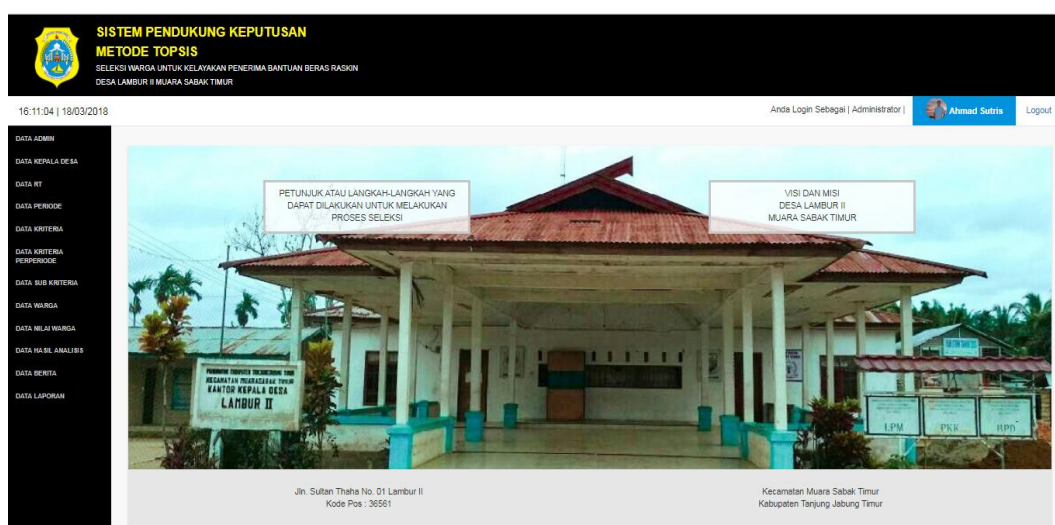 SISTEM PENDUKUNG KEPUTUSAN
METODE TOPSIS
SELEKSI WARGA UNTUK KELAYAKAN PENERIMA BANTUAN BERAS RASKIN
DESA LAMBUR II MUARA SABAK TIMUR
16:11:04 | 18/03/2018
Anda Login Sebagai | Administrator |
Ahmad Sutris
Logout
DATA ADMIN
DATA KEPALA DESA
DATA RT
DATA PERIODE
DATA KRITERIA
DATA KRITERIA
PERPERIODE
DATA SUB KRITERIA
DATA WARGA
DATA NILAI WARGA
DATA HASIL ANALISIS
DATA BERITA
DATA LAPORAN
PETUNJUK ATAU LANGKAH-LANGKAH YANG
DAPAT DILAKUKAN UNTUK MELAKUKAN
PROSES SELEKSI
VISI DAN MISI
DESA LAMBUR II
MUARA SABAK TIMUR
KANTOR KEPALA DESA
LAMBUR II
LPM
PKK
BPD
Jln. Sultan Thaha No. 01 Lambur II
Kode Pos : 36561
Kecamatan Muara Sabak Timur
Kabupaten Tanjung Jabung Timur